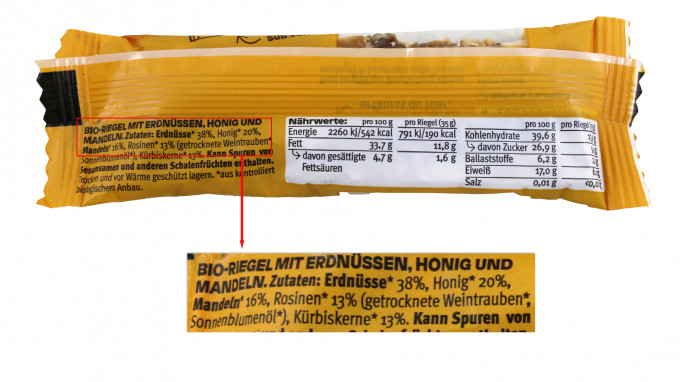 BIO-RIEGEL MIT ERDNÜSSEN, HONIG UND
MANDELN. Zutaten: Erdnüsse* 38%, Honig* 20%,
Mandeln* 16%, Rosinen* 13% (getrocknete Weintrauben*,
Sonnenblumenöl*), Kürbiskerne* 13%. Kann Spuren von
Sesamsamen und anderen Schalenfrüchten enthalten.
Trocken und vor Wärme geschützt lagern. *aus kontrolliert
biologischem Anbau.
Nährwerte: pro 100 g pro Riegel (35 g)
Energie 2260 kJ/542 kcal 791 kJ/190 kcal
Fett 33,7 g 11,8 g
davon gesättigte 4,7 g 1,6 g
Fettsäuren
pro 100 g pro Riegel
Kohlenhydrate 39,6 g
davon Zucker 26,9 g
Ballaststoffe 6,2 g
Eiweiß 17,0 g
Salz 0,01 g
BIO-RIEGEL MIT ERDNÜSSEN, HONIG UND
MANDELN. Zutaten: Erdnüsse* 38%, Honig* 20%,
Mandeln* 16%, Rosinen* 13% (getrocknete Weintrauben*,
Sonnenblumenöl*), Kürbiskerne* 13%. Kann Spuren von